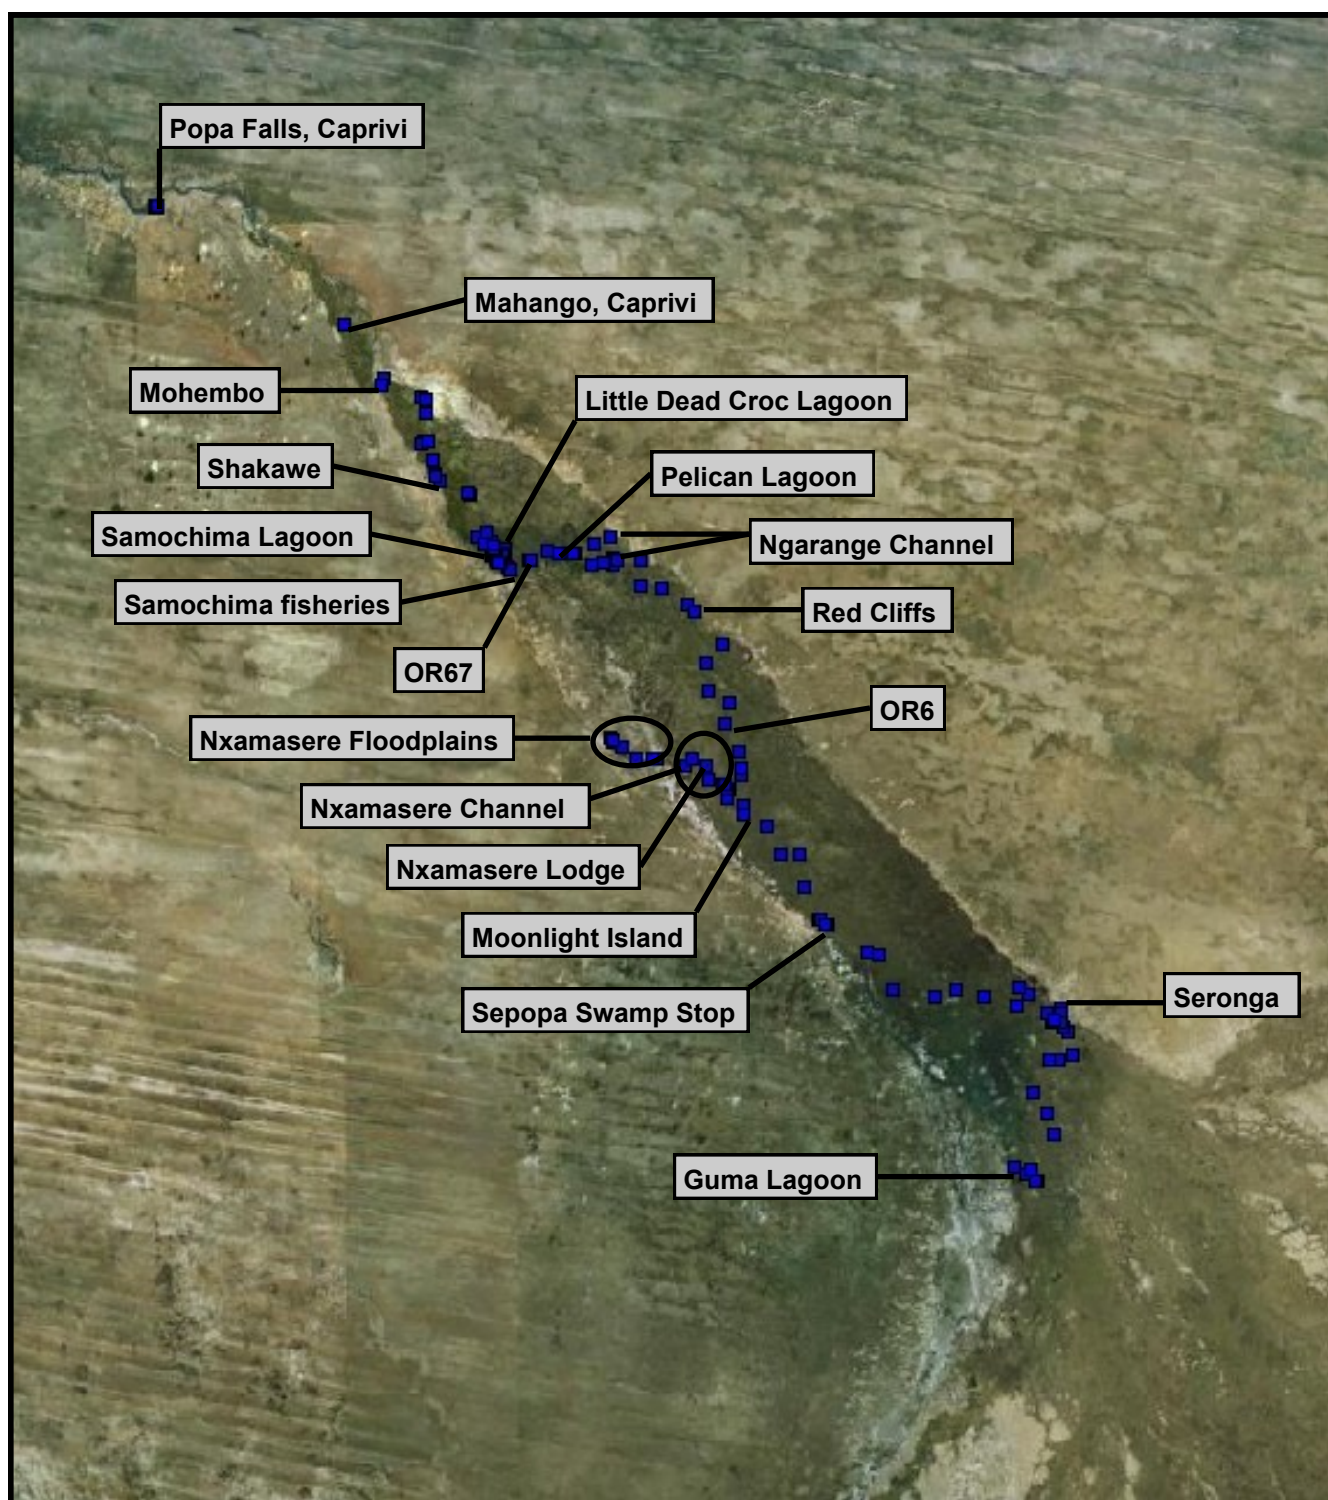 Popa Falls, Caprivi
Mahango, Caprivi
Mohembo
Little Dead Croc Lagoon
Shakawe
Pelican Lagoon
Samochima Lagoon
Ngarange Channel
Samochima fisheries
Red Cliffs
OR67
OR6
Nxamasere Floodplains
Nxamasere Channel
Nxamasere Lodge
Moonlight Island
Seronga
Sepopa Swamp Stop
Guma Lagoon